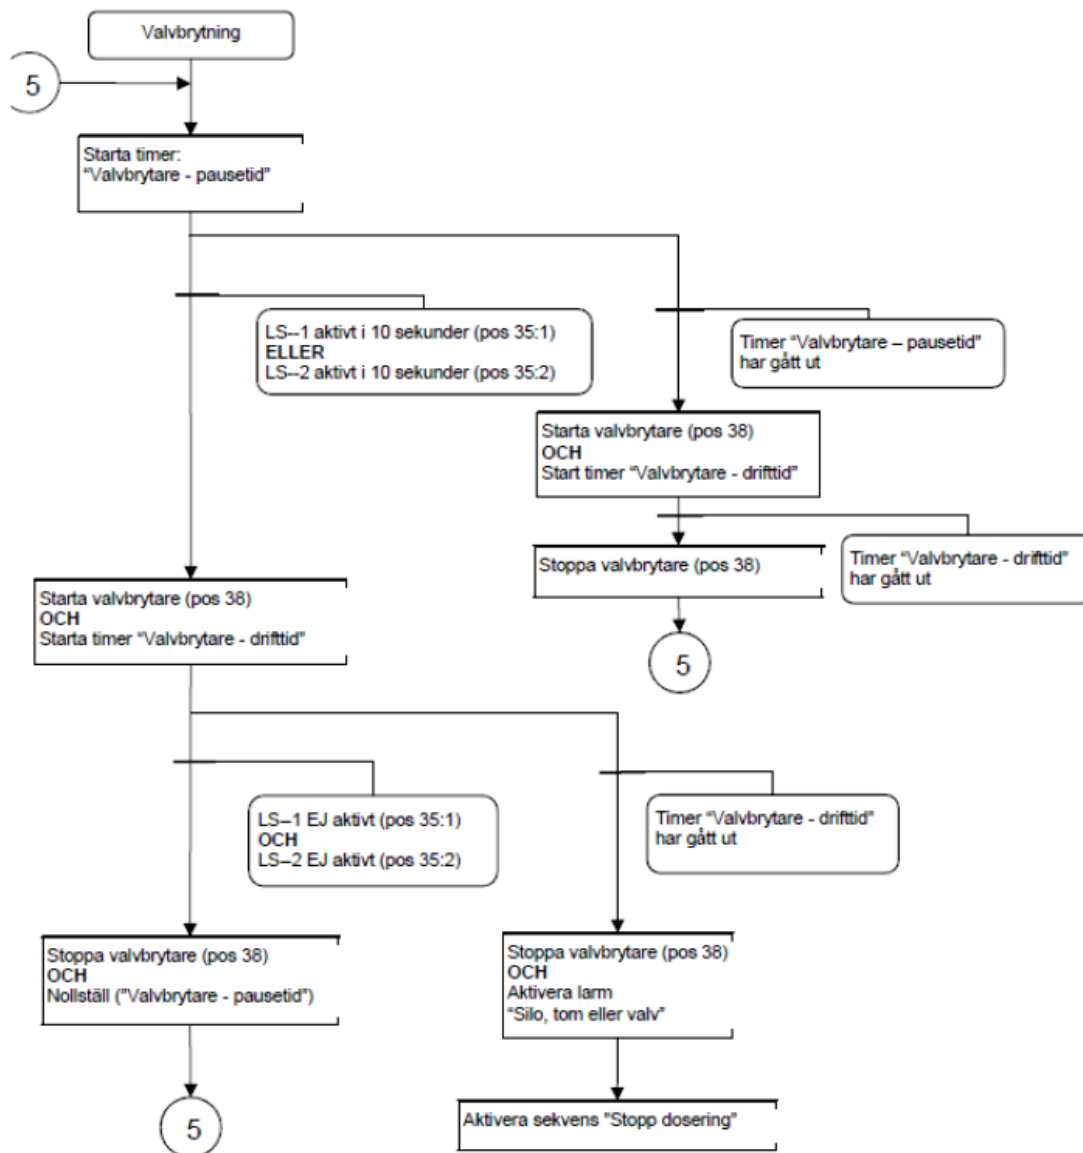 Valvbrytning
5
Starta timer:
“Valvbrytare - pausetid”
LS--1 aktivt i 10 sekunder (pos 35:1)
ELLER
LS--2 aktivt i 10 sekunder (pos 35:2)
Timer “Valvbrytare – pausetid”
har gått ut
Starta valvbrytare (pos 38)
OCH
Start timer “Valvbrytare - drifttid”
Timer “Valvbrytare - drifttid”
har gått ut
Stoppa valvbrytare (pos 38)
5
Starta valvbrytare (pos 38)
OCH
Starta timer “Valvbrytare - drifttid”
LS--1 EJ aktivt (pos 35:1)
OCH
LS--2 EJ aktivt (pos 35:2)
Timer “Valvbrytare - drifttid”
har gått ut
Stoppa valvbrytare (pos 38)
OCH
Nollställ (”Valvbrytare - pausetid”)
5
Stoppa valvbrytare (pos 38)
OCH
Aktivera larm
“Silo, tom eller valv”
Aktivera sekvens ”Stopp dosering”